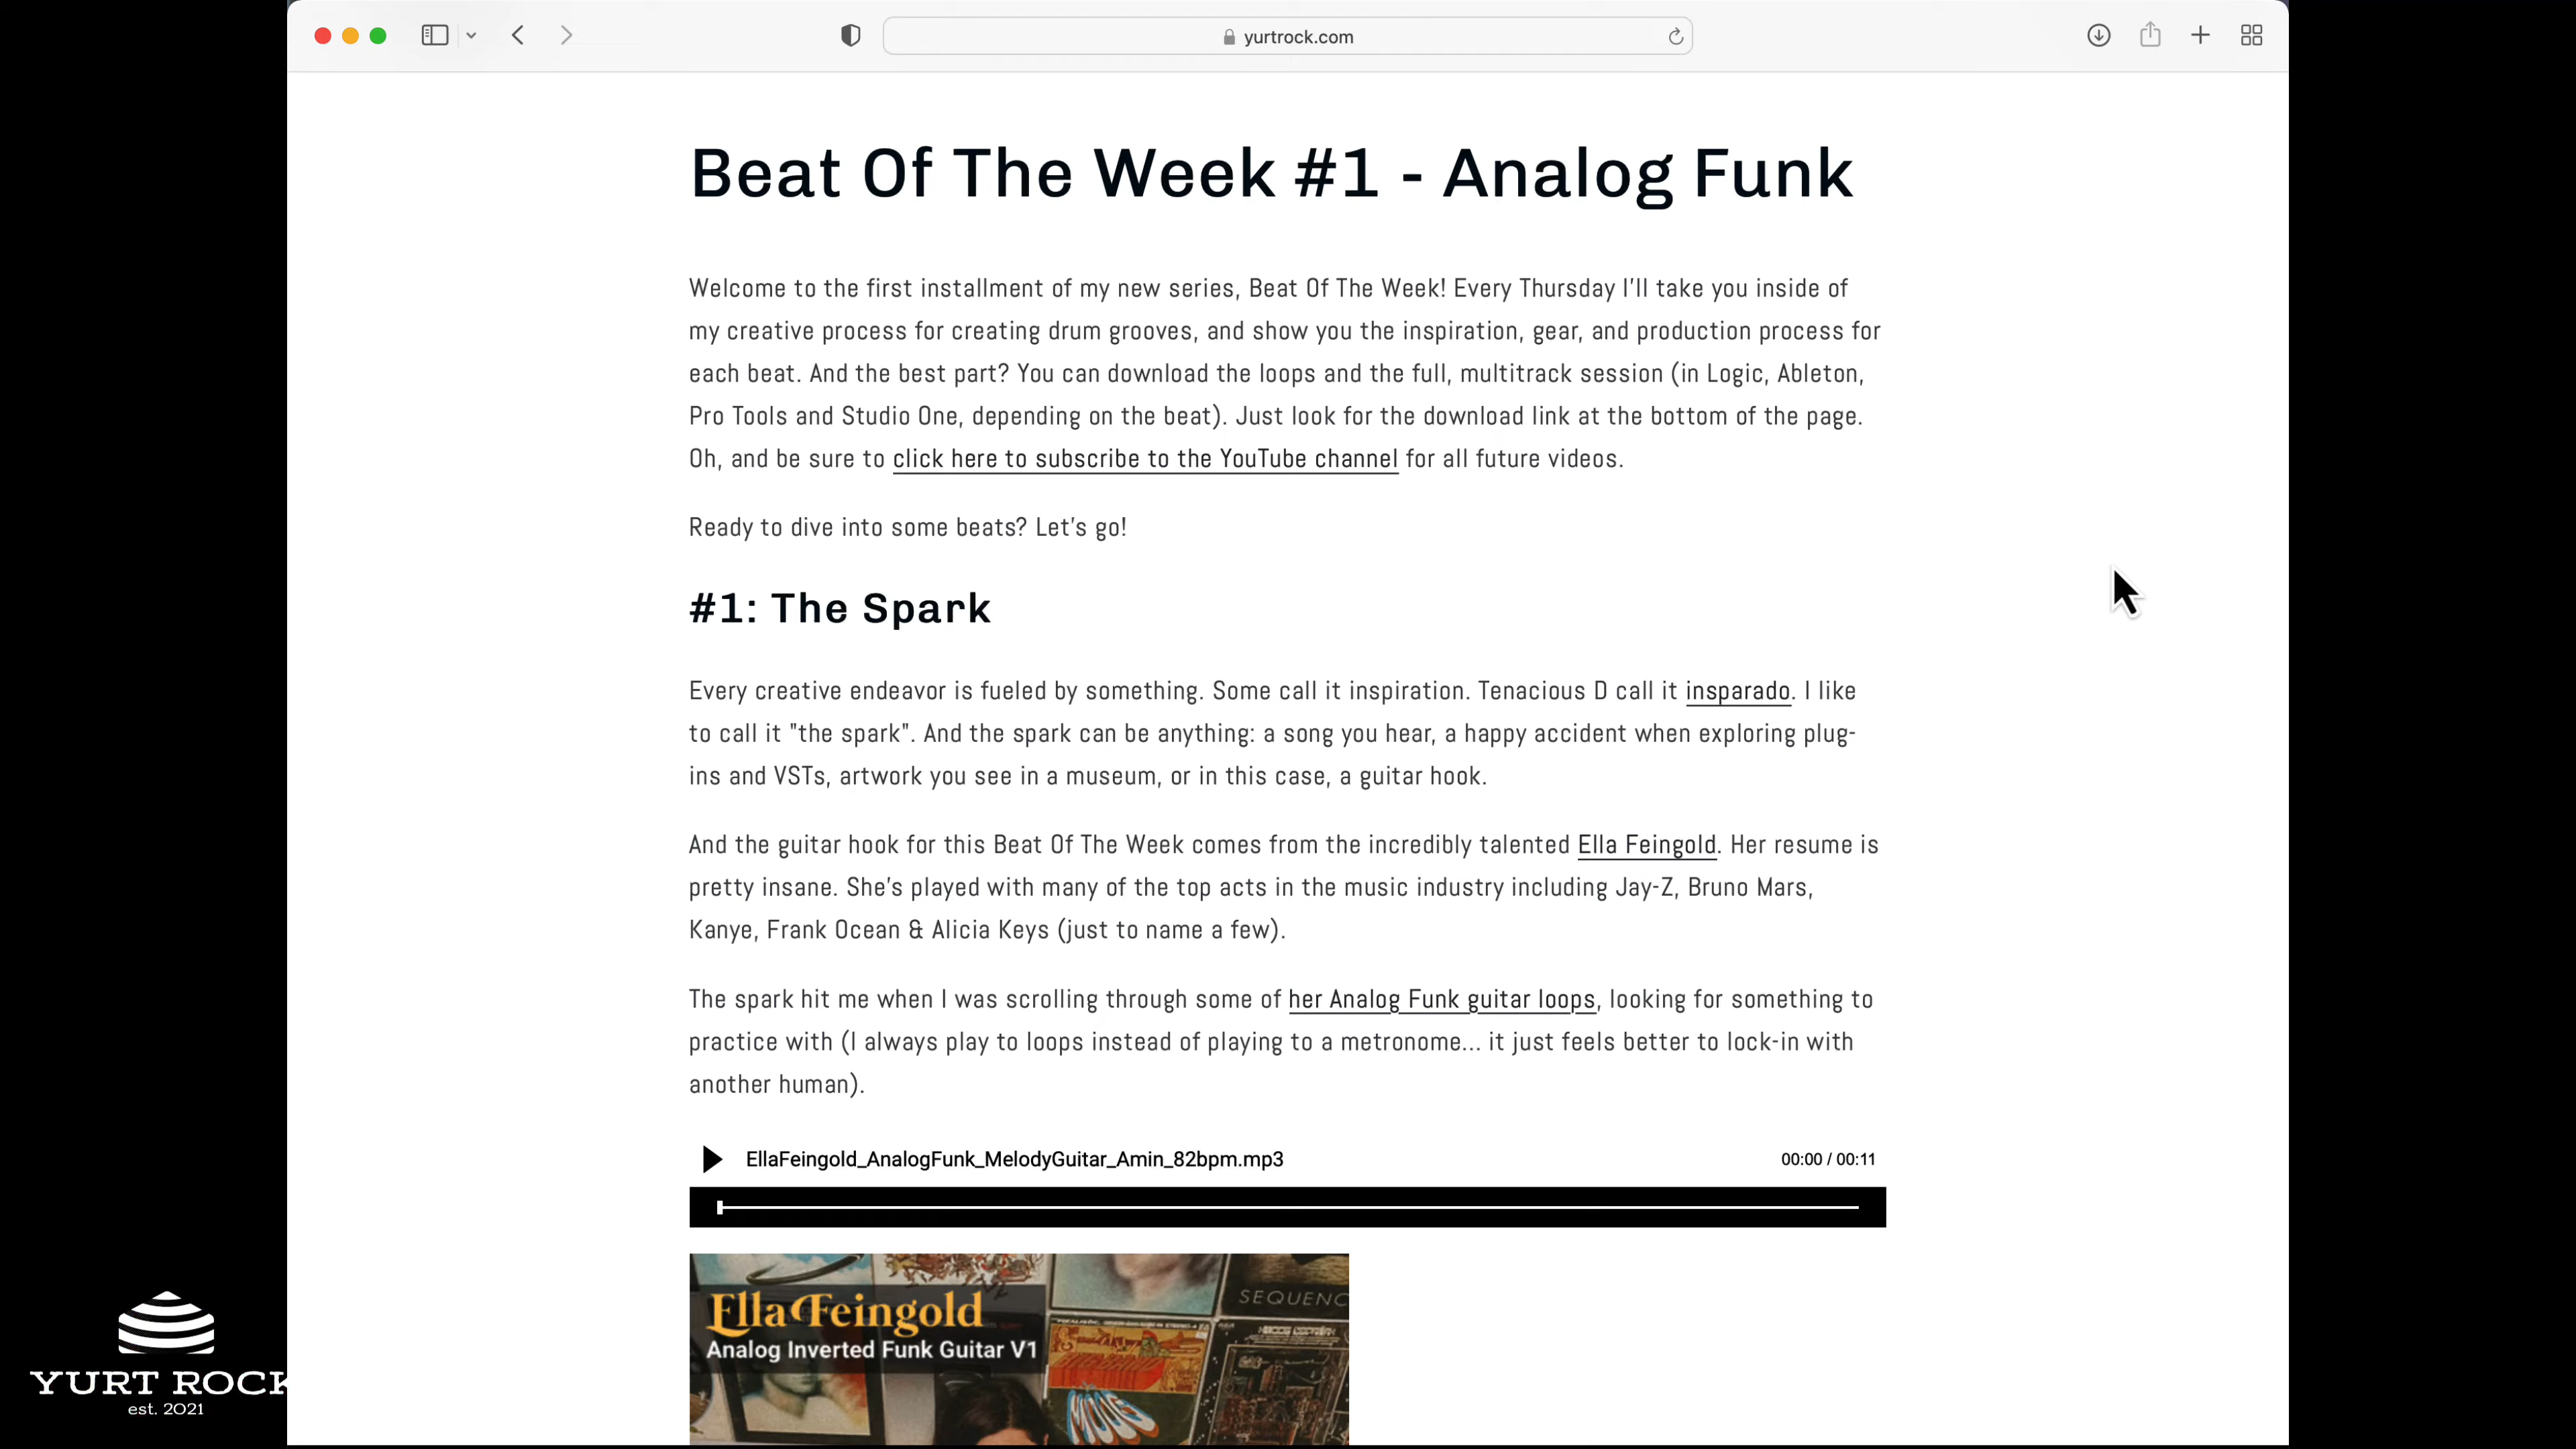 yurtrock.com
Beat Of The Week #1 - Analog Funk
Welcome to the first installment of my new series, Beat Of The Week! Every Thursday I'll take you inside of
my creative process for creating drum grooves, and show you the inspiration, gear, and production process for
each beat. And the best part? You can download the loops and the full, multitrack session (in Logic, Ableton,
Pro Tools and Studio One, depending on the beat). Just look for the download link at the bottom of the page.
Oh, and be sure to click here to subscribe to the YouTube channel for all future videos.
Ready to dive into some beats? Let's go!
#1: The Spark
Every creative endeavor is fueled by something. Some call it inspiration. Tenacious D call it insparado. I like
to call it "the spark". And the spark can be anything: a song you hear, a happy accident when exploring plug-
ins and VSTs, artwork you see in a museum, or in this case, a guitar hook.
And the guitar hook for this Beat Of The Week comes from the incredibly talented Ella Feingold. Her resume is
pretty insane. She's played with many of the top acts in the music industry including Jay-Z, Bruno Mars,
Kanye, Frank Ocean & Alicia Keys (just to name a few).
The spark hit me when I was scrolling through some of her Analog Funk guitar loops, looking for something to
practice with (I always play to loops instead of playing to a metronome... it just feels better to lock-in with
another human).
EllaFeingold_AnalogFunk_MelodyGuitar_Amin_82bpm.mp3 00:00 / 00:11
Ella Feingold
Analog Inverted Funk Guitar V1
SEQUENC
YURT ROCK
est. 2021